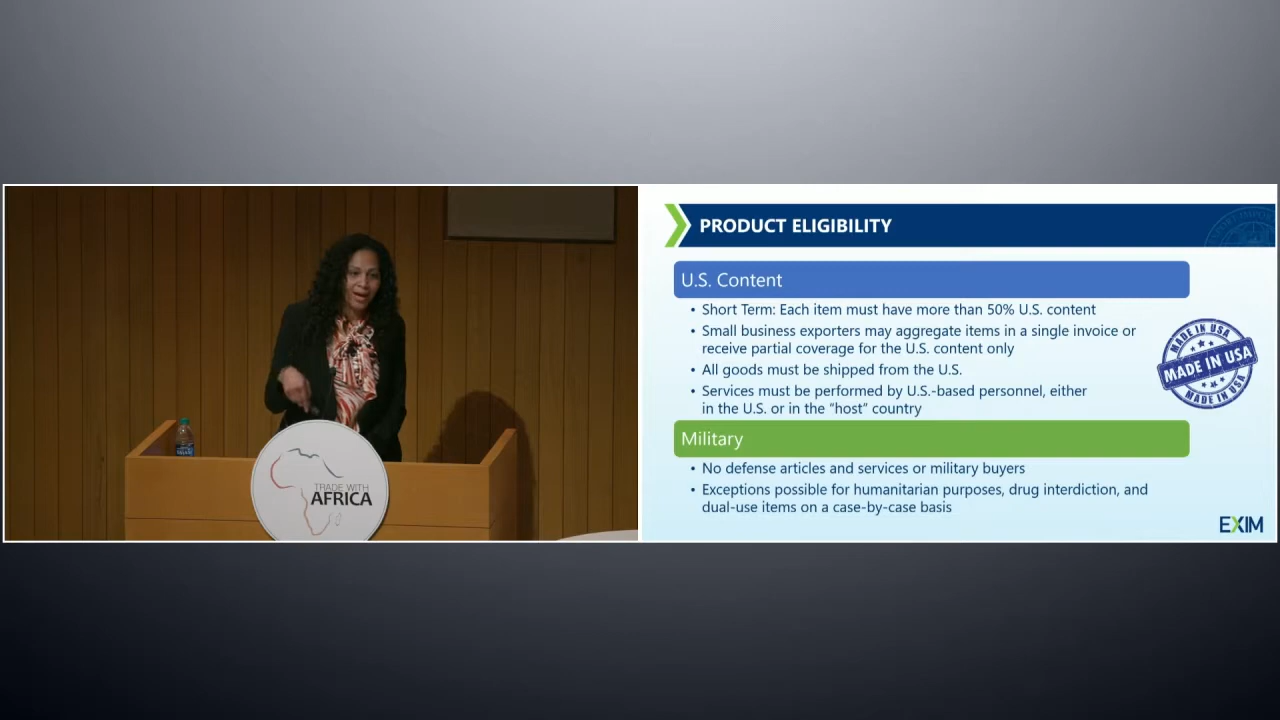 TRADE WITH
AFRICA
PRODUCT ELIGIBILITY
U.S. Content
• Short Term: Each item must have more than 50% U.S. content
• Small business exporters may aggregate items in a single invoice or
receive partial coverage for the U.S. content only
• All goods must be shipped from the U.S.
• Services must be performed by U.S.-based personnel, either
in the U.S. or in the “host” country
MADE IN USA
MADE IN USA
MADE IN USA
Military
• No defense articles and services or military buyers
• Exceptions possible for humanitarian purposes, drug interdiction, and
dual-use items on a case-by-case basis
EXIM